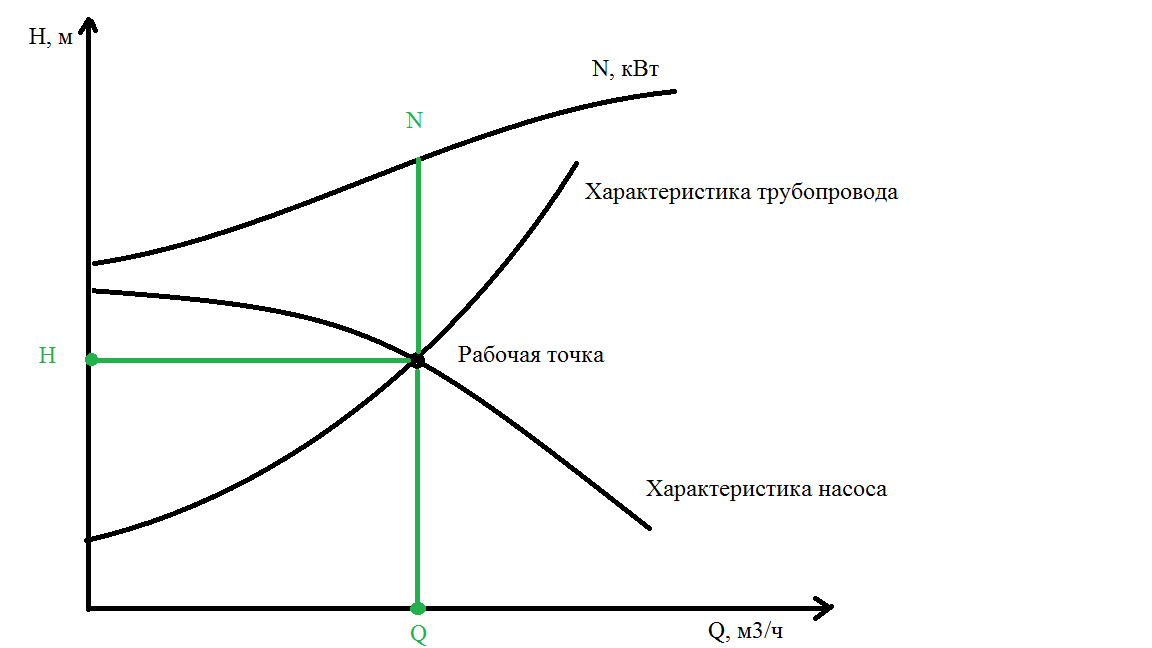 H, м
N, кВт
N
Характеристика трубопровода
H
Рабочая точка
Характеристика насоса
Q
Q, м3/ч